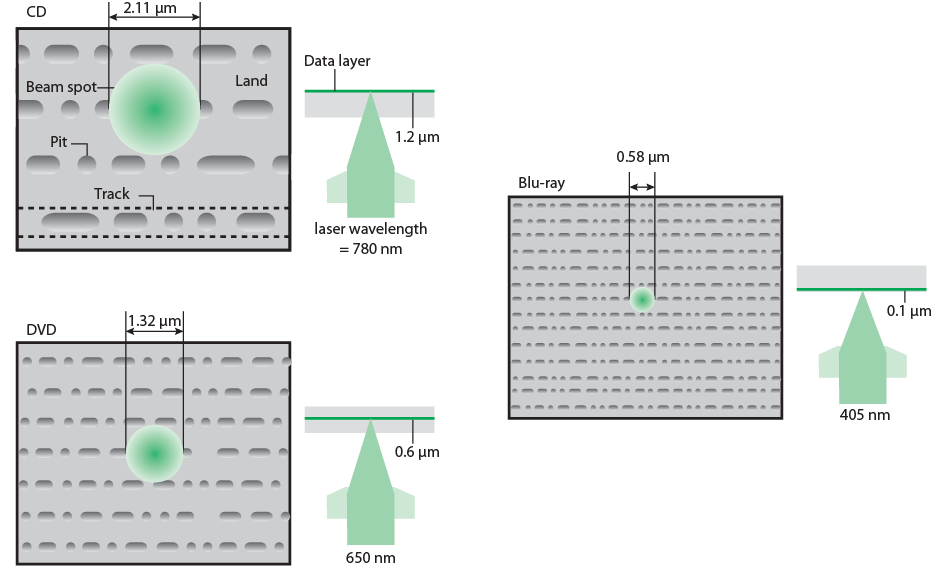 CD
2.11 µm
Beam spot
Land
Pit
Track
Data layer
1.2 µm
laser wavelength
= 780 nm
DVD
1.32 µm
0.6 µm
650 nm
Blu-ray
0.58 µm
0.1 µm
405 nm